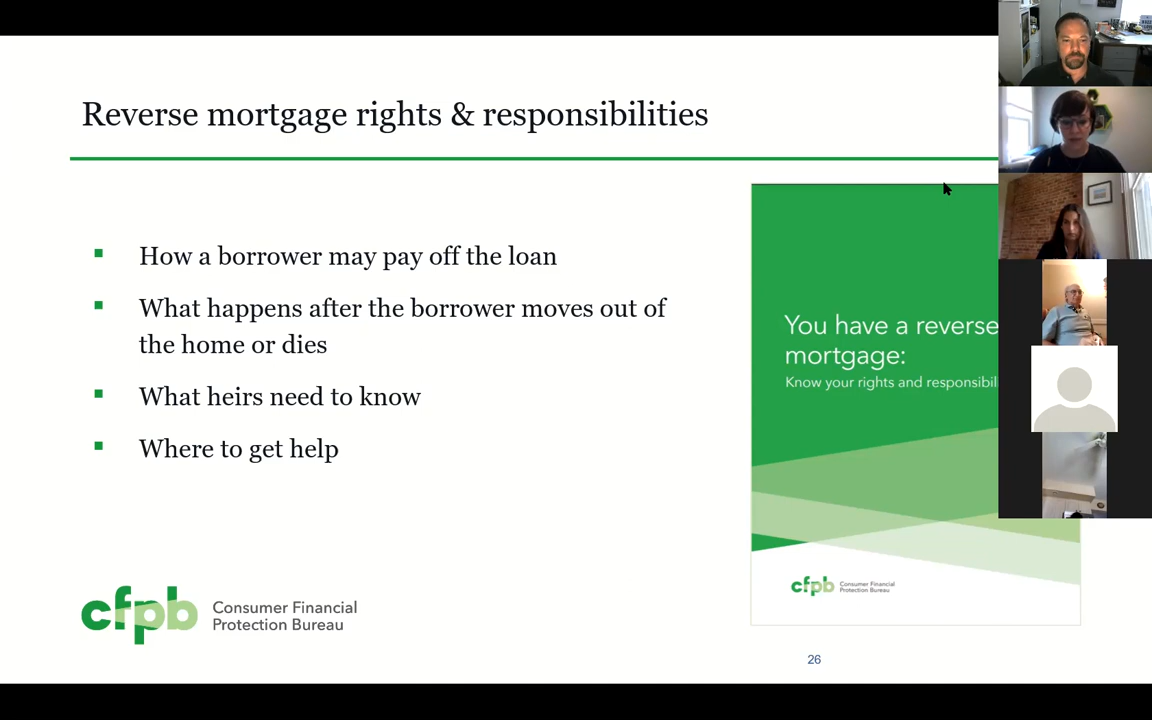 Reverse mortgage rights & responsibilities
How a borrower may pay off the loan
What happens after the borrower moves out of
the home or dies
What heirs need to know
Where to get help
You have a reverse
mortgage:
Know your rights and responsibil
cfpb Consumer Financial
Protection Bureau
cfpb Consumer Financial
Protection Bureau
26